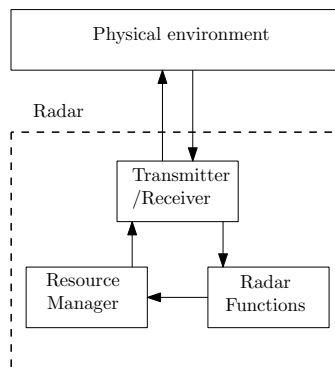 Physical environment
Radar
Transmitter
/Receiver
Resource
Manager
Radar
Functions